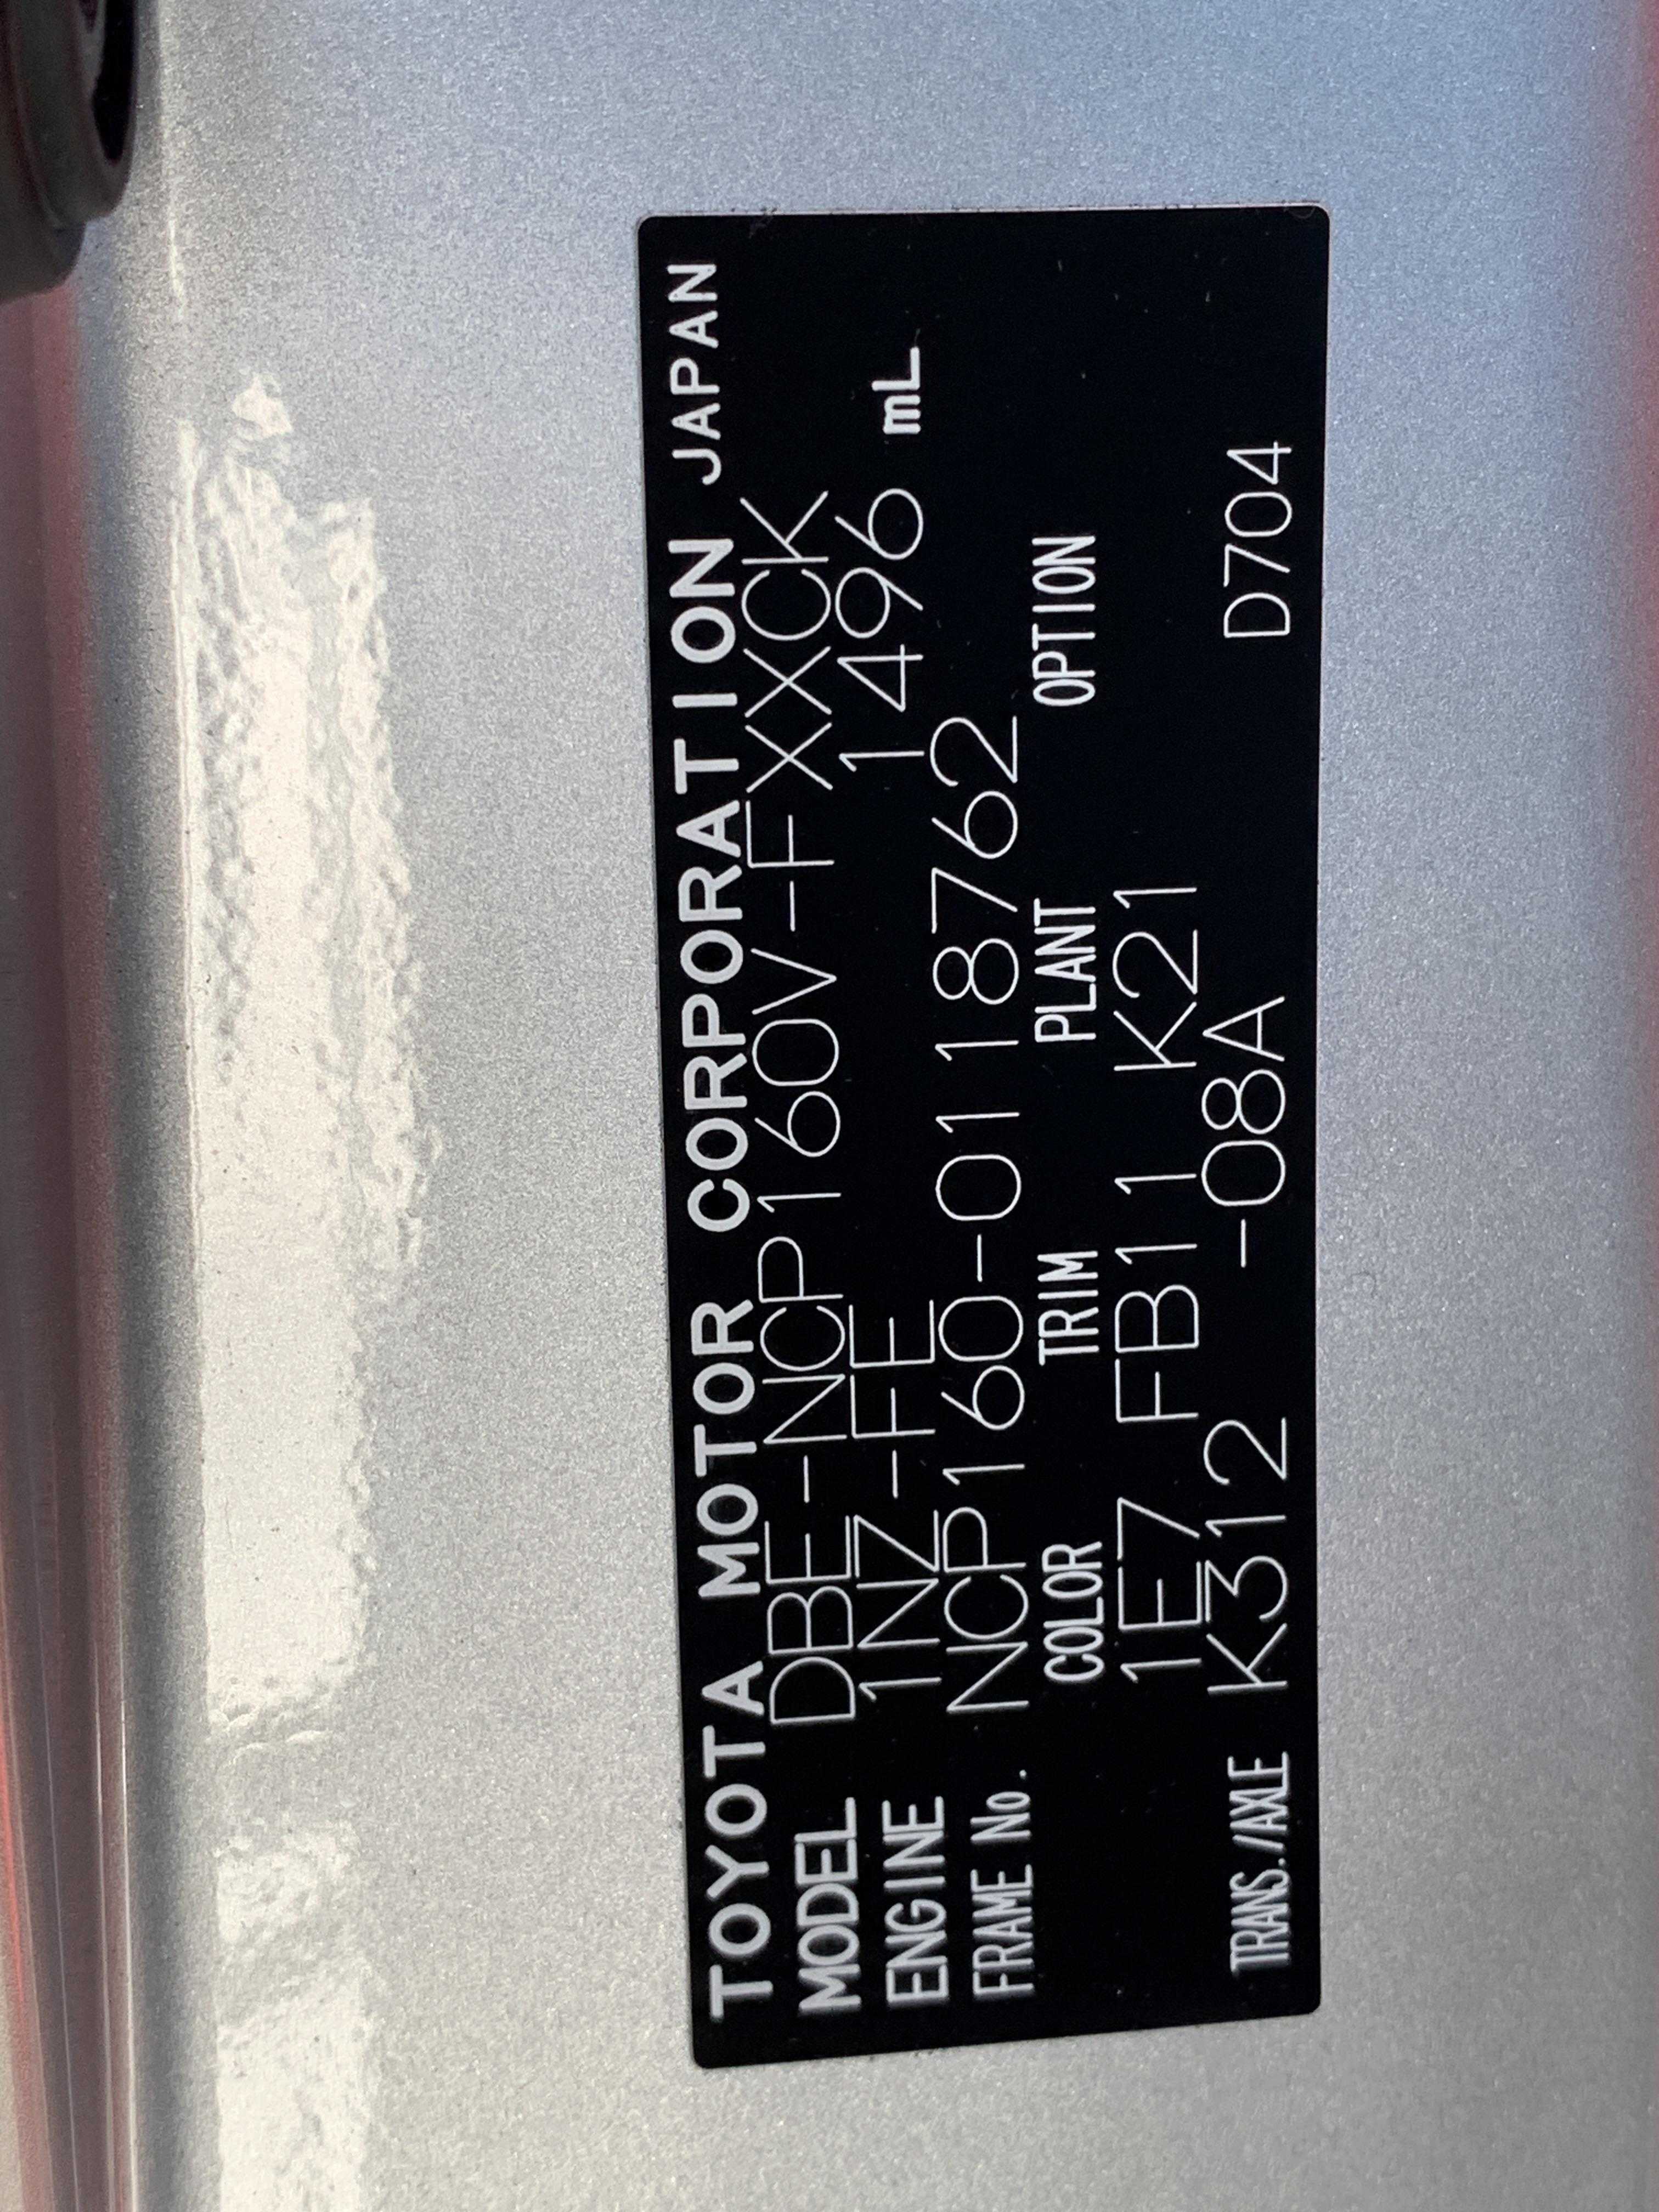 TOYOTA MOTOR CORPORATION JAPAN
MODEL DBE-NCP160V-FXXCK
ENGINE 1NZ-FE 1496 mL
FRAME No. NCP160-0118762
COLOR TRIM PLANT OPTION
1E7 FB11 K21
TRANS./AXLE K312 -08A D704